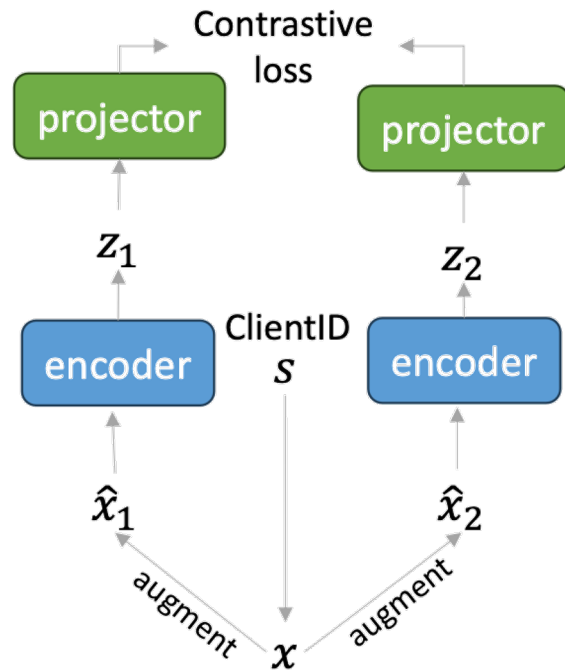 Contrastive
loss
projector
projector
z₁
z₂
ClientID
s
encoder
encoder
x̂₁
x̂₂
augment
augment
x